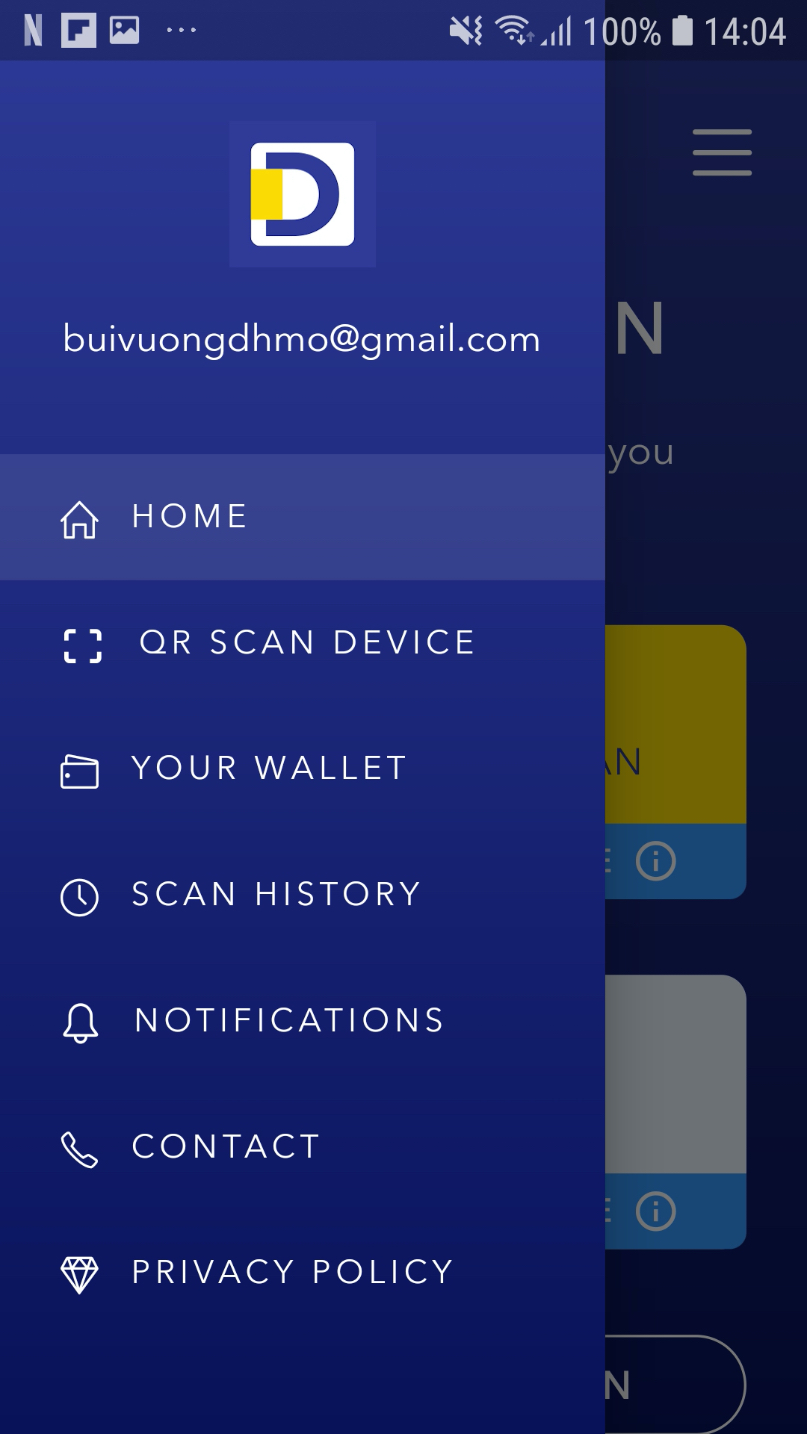 100% 14:04
D
buivuongdhmo@gmail.com
N
you
HOME
QR SCAN DEVICE
YOUR WALLET
AN
E
SCAN HISTORY
NOTIFICATIONS
CONTACT
E
PRIVACY POLICY
N